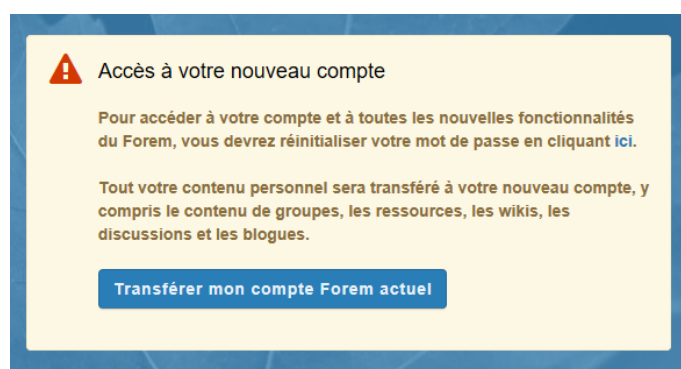 Accès à votre nouveau compte
Pour accéder à votre compte et à toutes les nouvelles fonctionnalités
du Forem, vous devrez réinitialiser votre mot de passe en cliquant ici.
Tout votre contenu personnel sera transféré à votre nouveau compte, y
compris le contenu de groupes, les ressources, les wikis, les
discussions et les blogues.
Transférer mon compte Forem actuel